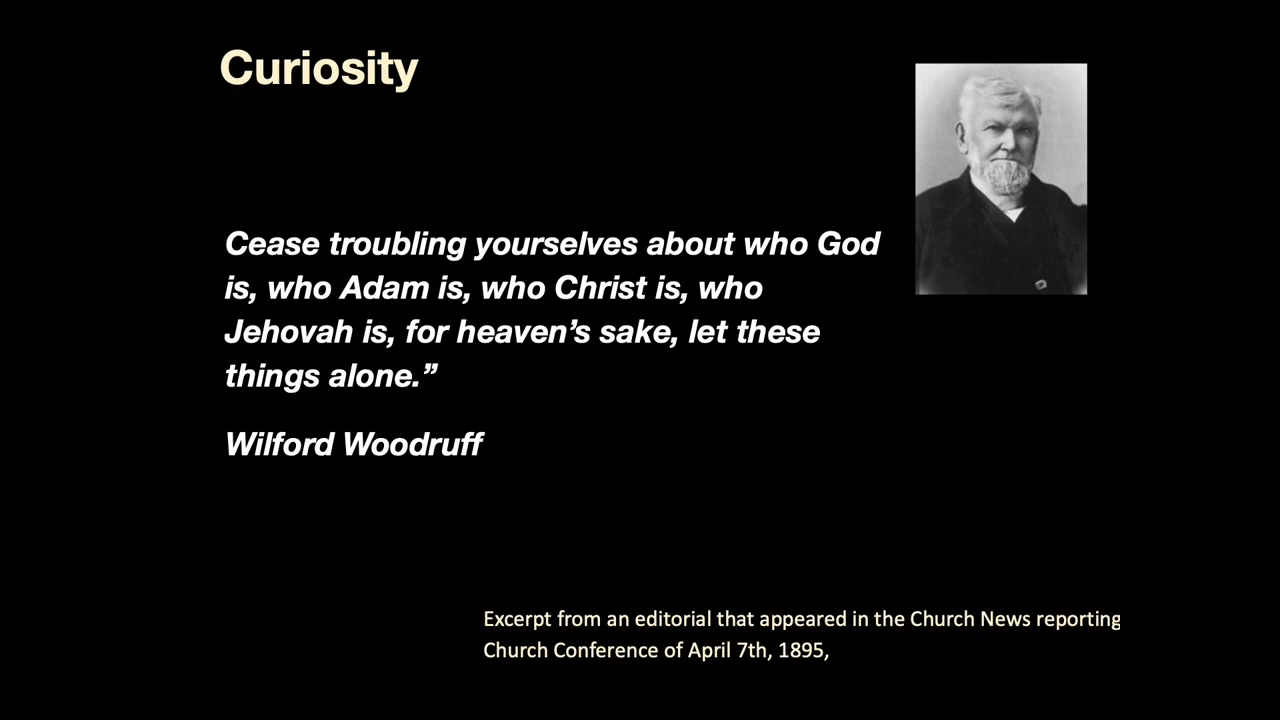 Curiosity
Cease troubling yourselves about who God
is, who Adam is, who Christ is, who
Jehovah is, for heaven’s sake, let these
things alone.”
Wilford Woodruff
Excerpt from an editorial that appeared in the Church News reporting
Church Conference of April 7th, 1895,